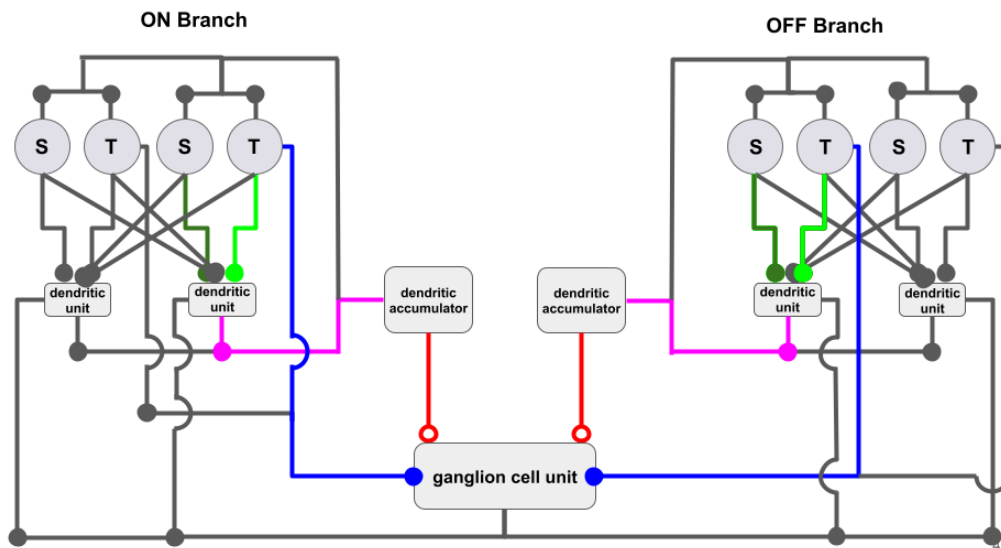 ON Branch
OFF Branch
S
T
S
T
S
T
S
T
dendritic
unit
dendritic
unit
dendritic
accumulator
dendritic
accumulator
dendritic
unit
dendritic
unit
ganglion cell unit